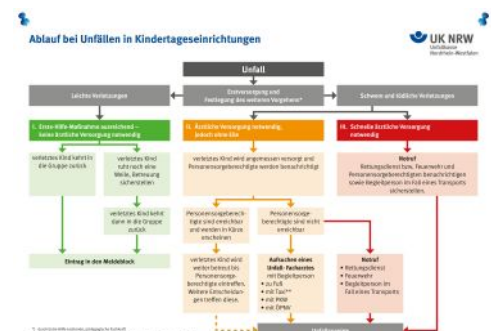 Ablauf bei Unfällen in Kindertageseinrichtungen
UK NRW
Unfallkasse
Nordrhein-Westfalen
Unfall
Leichte Verletzungen
Erstversorgung und
Festlegung des weiteren Vorgehens*
Schwere und tödliche Verletzungen
I. Erste-Hilfe-Maßnahme ausreichend –
keine ärztliche Versorgung notwendig
II. Ärztliche Versorgung notwendig,
jedoch ohne Eile
III. Schnelle ärztliche Versorgung
notwendig
verletztes Kind kehrt in
die Gruppe zurück
verletztes Kind
ruht noch eine
Weile, Betreuung
sicherstellen
verletztes Kind wird angemessen versorgt und
Personensorgeberechtigte werden benachrichtigt
Notruf
Rettungsdienst bzw. Feuerwehr und
Personensorgeberechtigten benachrichtigen
sowie Begleitperson im Fall eines Transports
sicherstellen.
verletztes Kind kehrt
dann in die Gruppe
zurück
Personensorgeberech-
tigte sind erreichbar
und werden in Kürze
erscheinen
Personensorge-
berechtigte sind nicht
erreichbar
Eintrag in den Meldeblock
verletztes Kind wird
weiter betreut bis
Personensorge-
berechtigte eintreffen.
Weitere Entscheidun-
gen treffen diese.
Aufsuchen eines
Unfall- Facharztes
mit Begleitperson
• zu Fuß
• mit Taxi**
• mit PKW
• mit ÖPNV
Notruf
• Rettungsdienst
• Feuerwehr
• Begleitperson im
Fall eines Transports